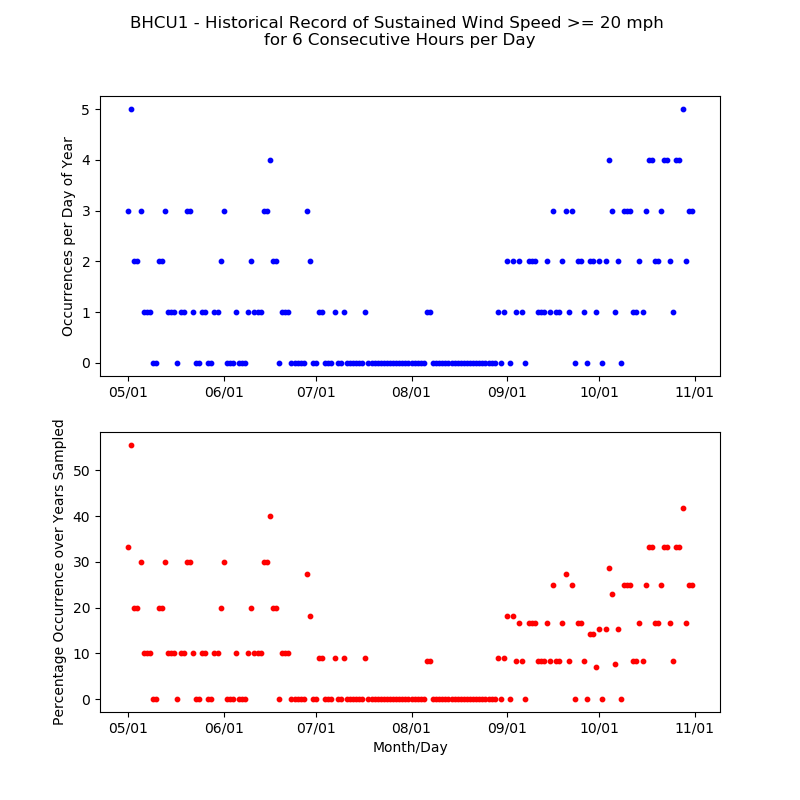 BHCU1 - Historical Record of Sustained Wind Speed >= 20 mph
for 6 Consecutive Hours per Day
Occurrences per Day of Year
5
4
3
2
1
0
05/01 06/01 07/01 08/01 09/01 10/01 11/01
Percentage Occurrence over Years Sampled
50
40
30
20
10
0
05/01 06/01 07/01 08/01 09/01 10/01 11/01
Month/Day